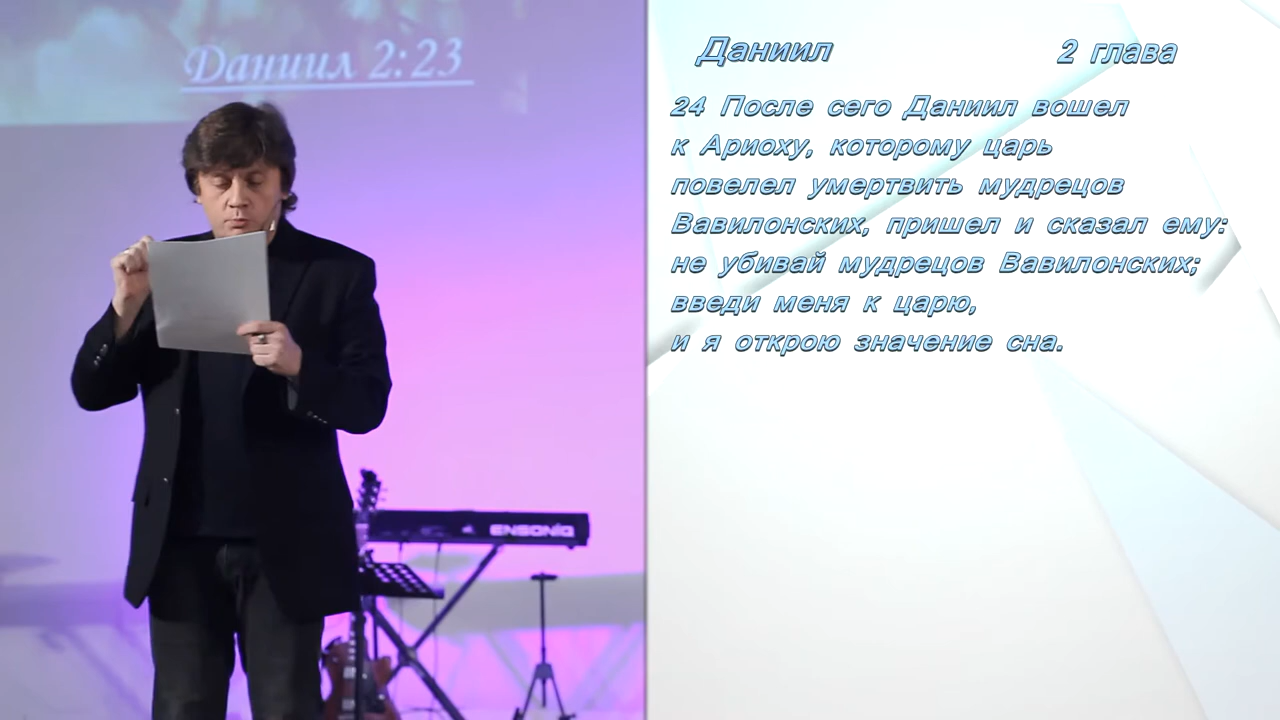 Даниил 2:23
ENSONIQ
Даниил 2 глава
24 После сего Даниил вошел
к Ариоху, которому царь
повелел умертвить мудрецов
Вавилонских, пришел и сказал ему:
не убивай мудрецов Вавилонских;
введи меня к царю,
и я открою значение сна.